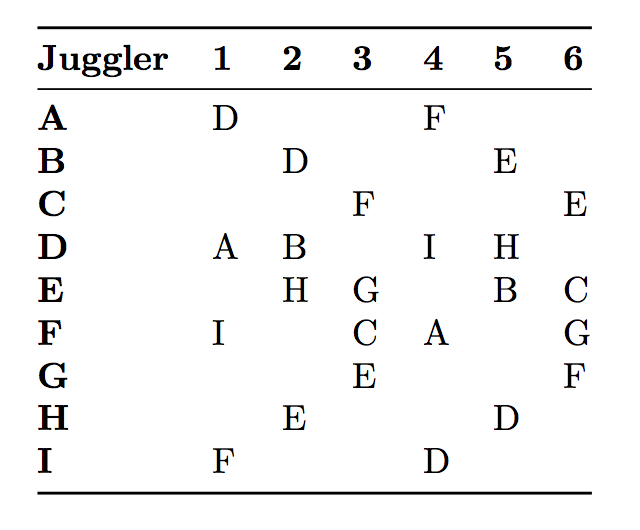 Juggler 1 2 3 4 5 6
A D F
B D E
C F E
D A B I H
E H G B C
F I C A G
G E F
H E D
I F D